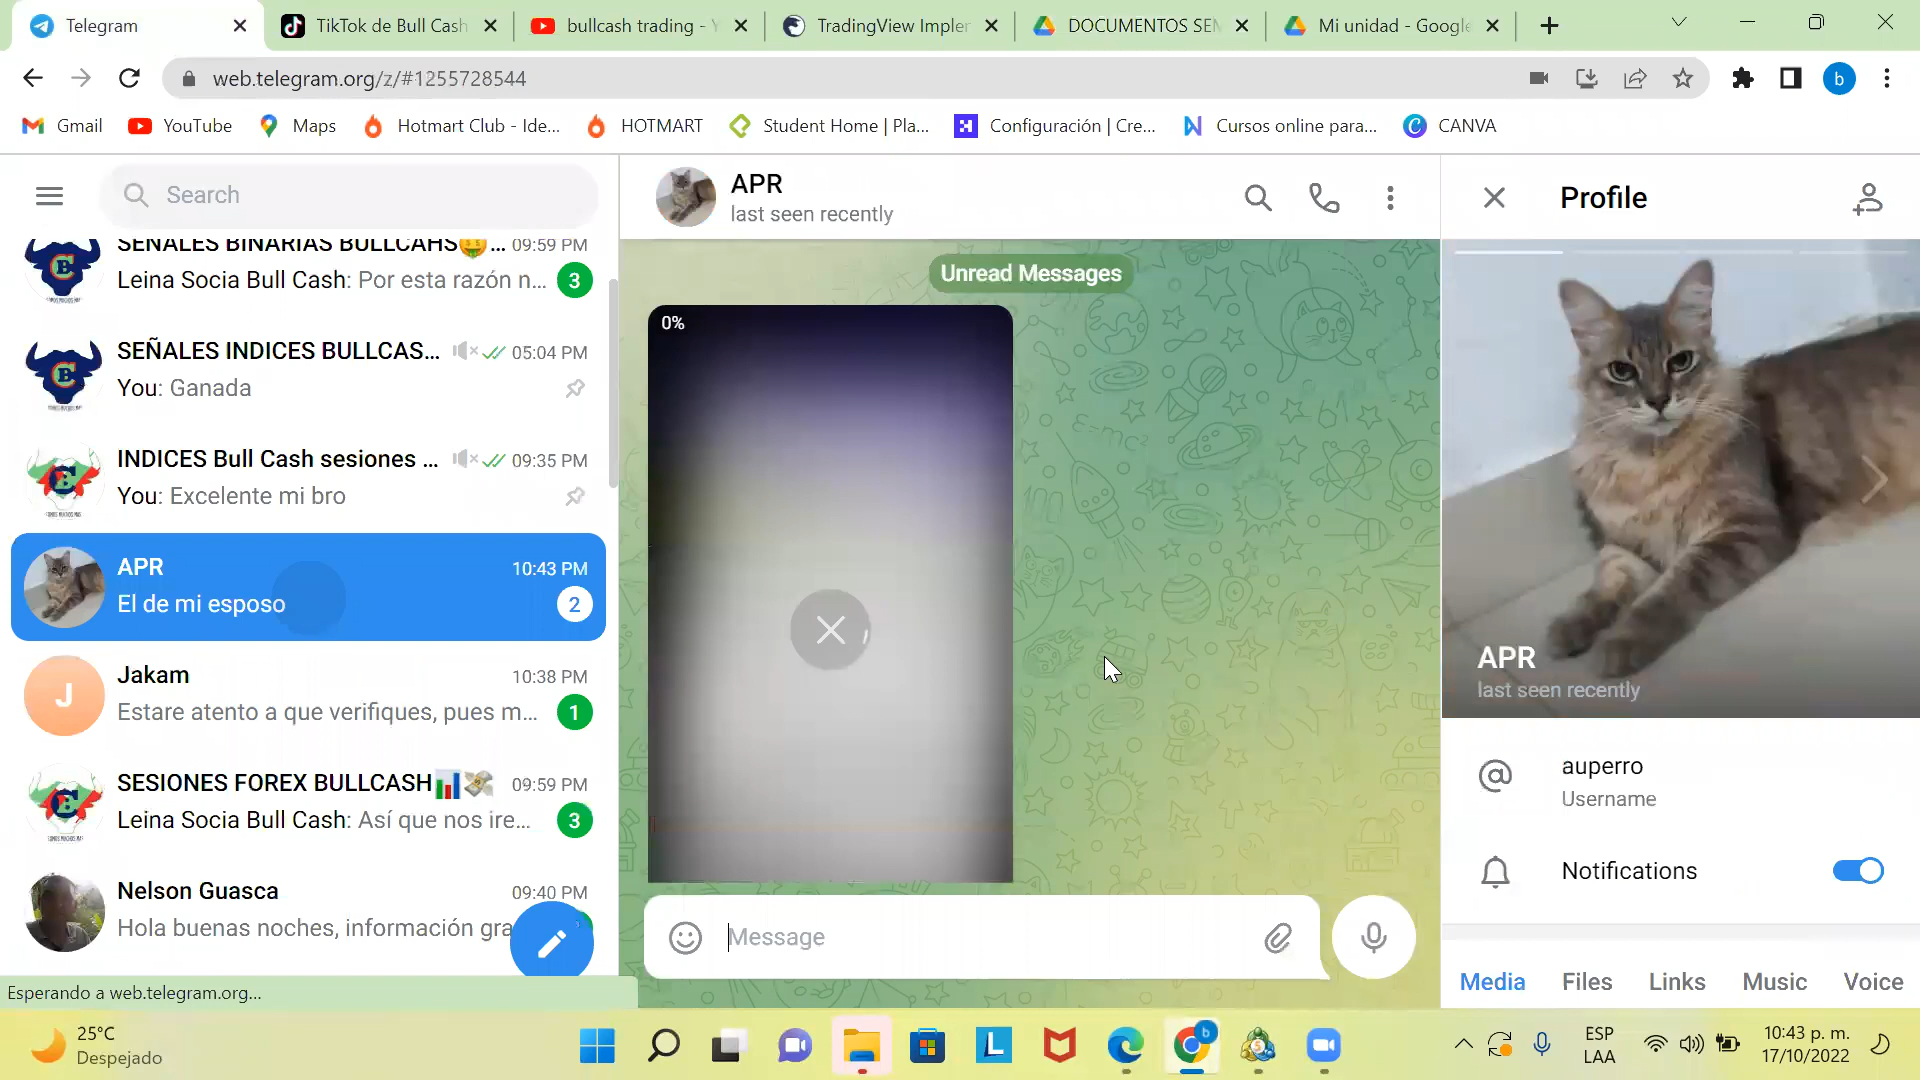 Telegram
TikTok de Bull Cash
bullcash trading -
TradingView Impler
DOCUMENTOS SEM
Mi unidad - Google
web.telegram.org/z/#1255728544
Gmail
YouTube
Maps
Hotmart Club - Ide...
HOTMART
Student Home | Pla...
Configuración | Cre...
Cursos online para...
CANVA
Search
SEÑALES BINARIAS BULLCAHS🤑... 09:59 PM
Leina Socia Bull Cash: Por esta razón n... 3
SEÑALES INDICES BULLCAS... 05:04 PM
You: Ganada
INDICES Bull Cash sesiones ... 09:35 PM
You: Excelente mi bro
APR 10:43 PM
El de mi esposo 2
J
Jakam 10:38 PM
Estare atento a que verifiques, pues m... 1
SESIONES FOREX BULLCASH📊💸 09:59 PM
Leina Socia Bull Cash: Así que nos ire... 3
Nelson Guasca 09:40 PM
Hola buenas noches, información gra
Esperando a web.telegram.org...
APR
last seen recently
Unread Messages
0%
Message
Profile
APR
last seen recently
auperro
Username
Notifications
Media Files Links Music Voice
25°C
Despejado
ESP
LAA
10:43 p. m.
17/10/2022